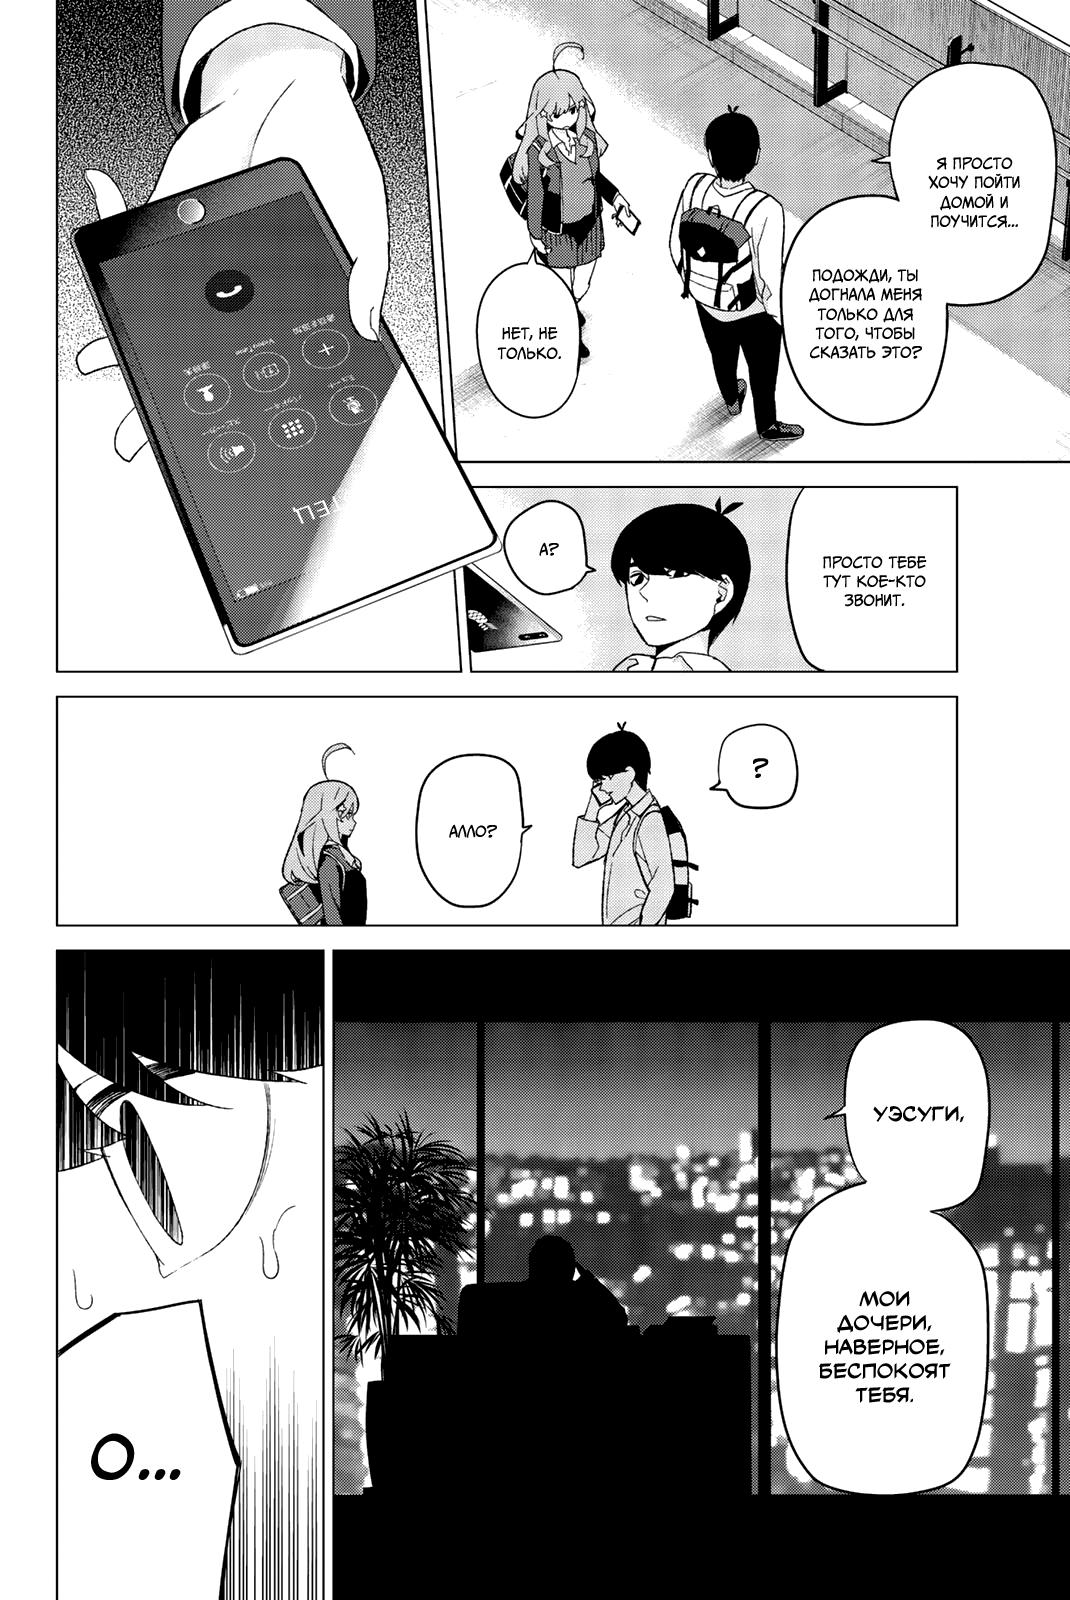 Я ПРОСТО
ХОЧУ ПОЙТИ
ДОМОЙ И
ПОУЧИТСЯ...
ПОДОЖДИ, ТЫ
ДОГНАЛА МЕНЯ
ТОЛЬКО ДЛЯ
ТОГО, ЧТОБЫ
СКАЗАТЬ ЭТО?
НЕТ, НЕ
ТОЛЬКО.
ПРОСТО ТЕБЕ
ТУТ КОЕ-КТО
ЗВОНИТ.
А?
?
АЛЛО?
УЭСУГИ,
МОИ
ДОЧЕРИ,
НАВЕРНОЕ,
БЕСПОКОЯТ
ТЕБЯ.
О...